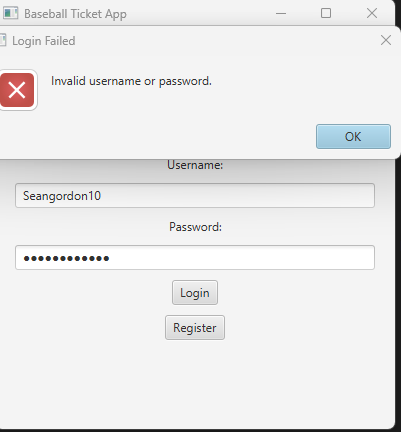 Baseball Ticket App
Login Failed
Invalid username or password.
OK
Username:
Seangordon10
Password:
●●●●●●●●●●●●
Login
Register